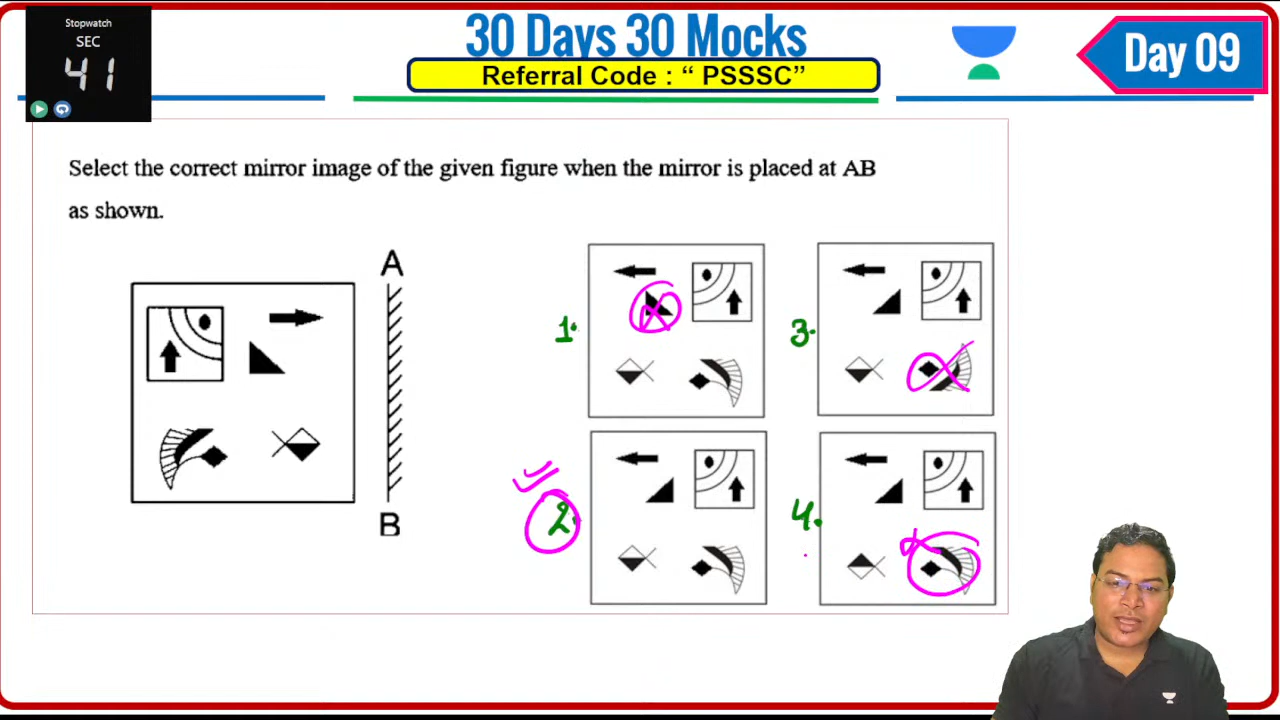 Stopwatch
SEC
41
30 Days 30 Mocks
Referral Code : “ PSSSC”
Day 09
Select the correct mirror image of the given figure when the mirror is placed at AB
as shown.
A
B
1.
3.
2.
4.